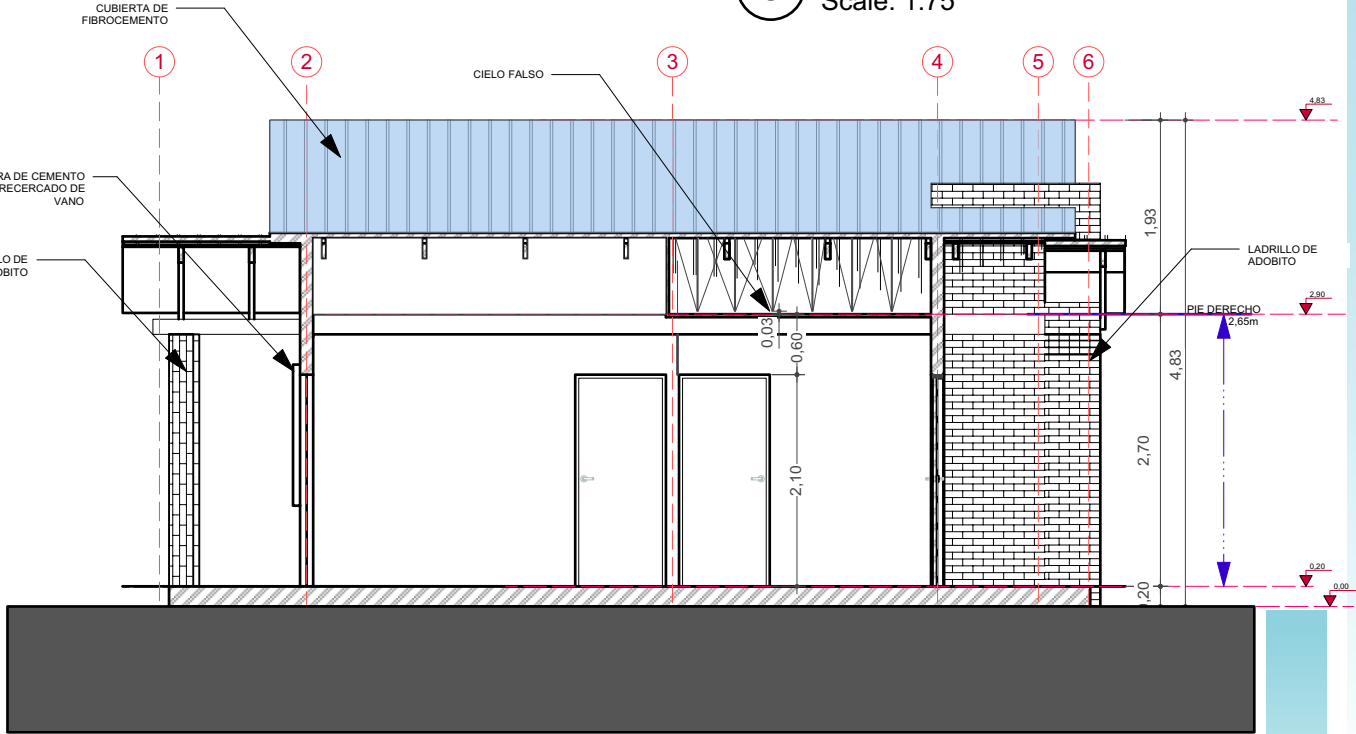 Scale: 1:75
CUBIERTA DE
FIBROCEMENTO
1
2
3
4
5
6
CIELO FALSO
4,83
RA DE CEMENTO
RECERCADO DE
VANO
1,93
LO DE
OBITO
LADRILLO DE
ADOBITO
2,90
PIE DERECHO
2,65m
0,03
0,60
4,83
2,70
2,10
0,20
0,20
0,00